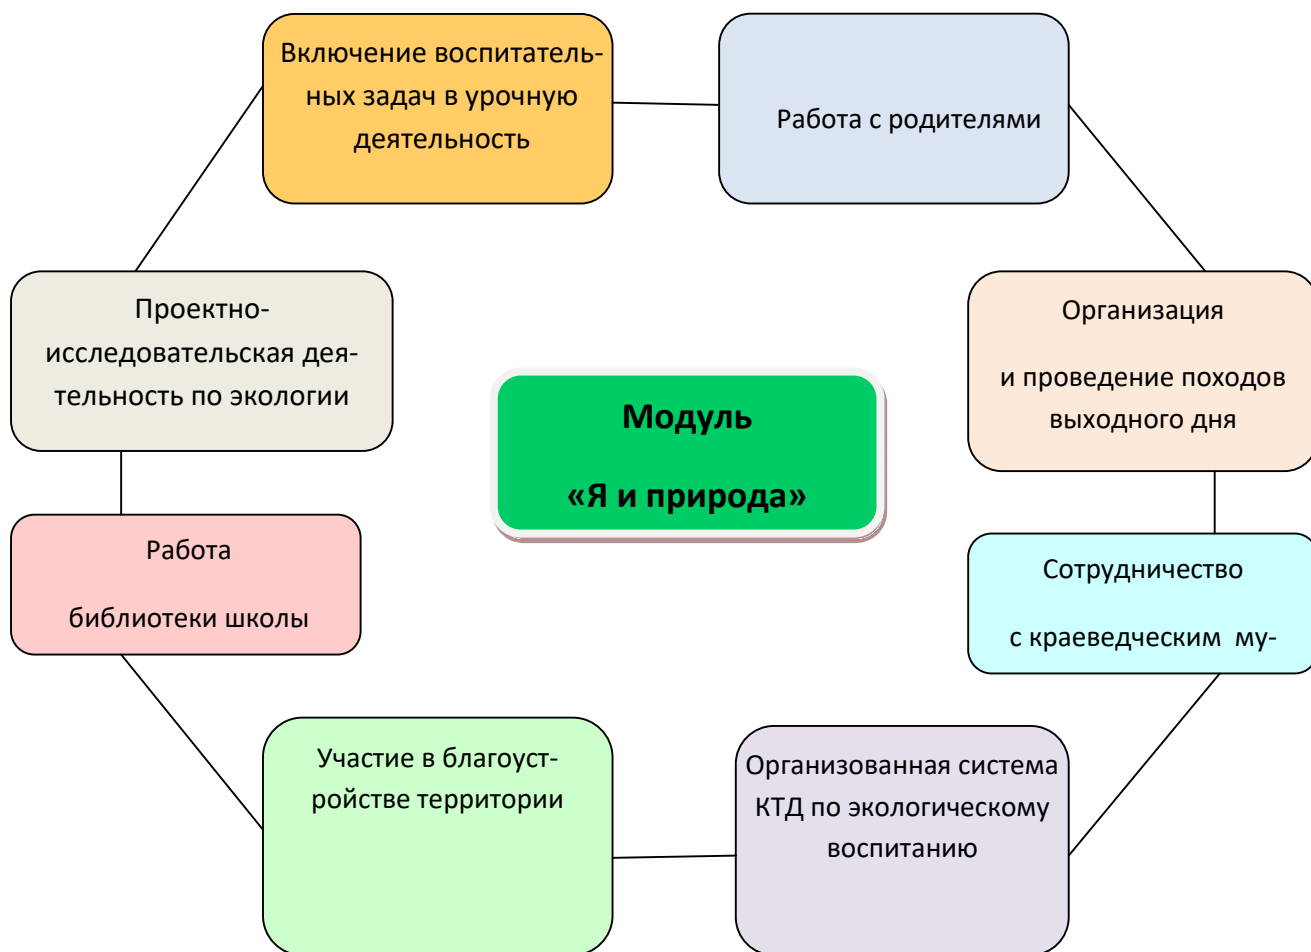 Включение воспитатель-
ных задач в урочную
деятельность
Работа с родителями
Проектно-
исследовательская дея-
тельность по экологии
Организация
и проведение походов
выходного дня
Модуль
«Я и природа»
Работа
библиотеки школы
Сотрудничество
с краеведческим му-
Участие в благоуст-
ройстве территории
Организованная система
КТД по экологическому
воспитанию